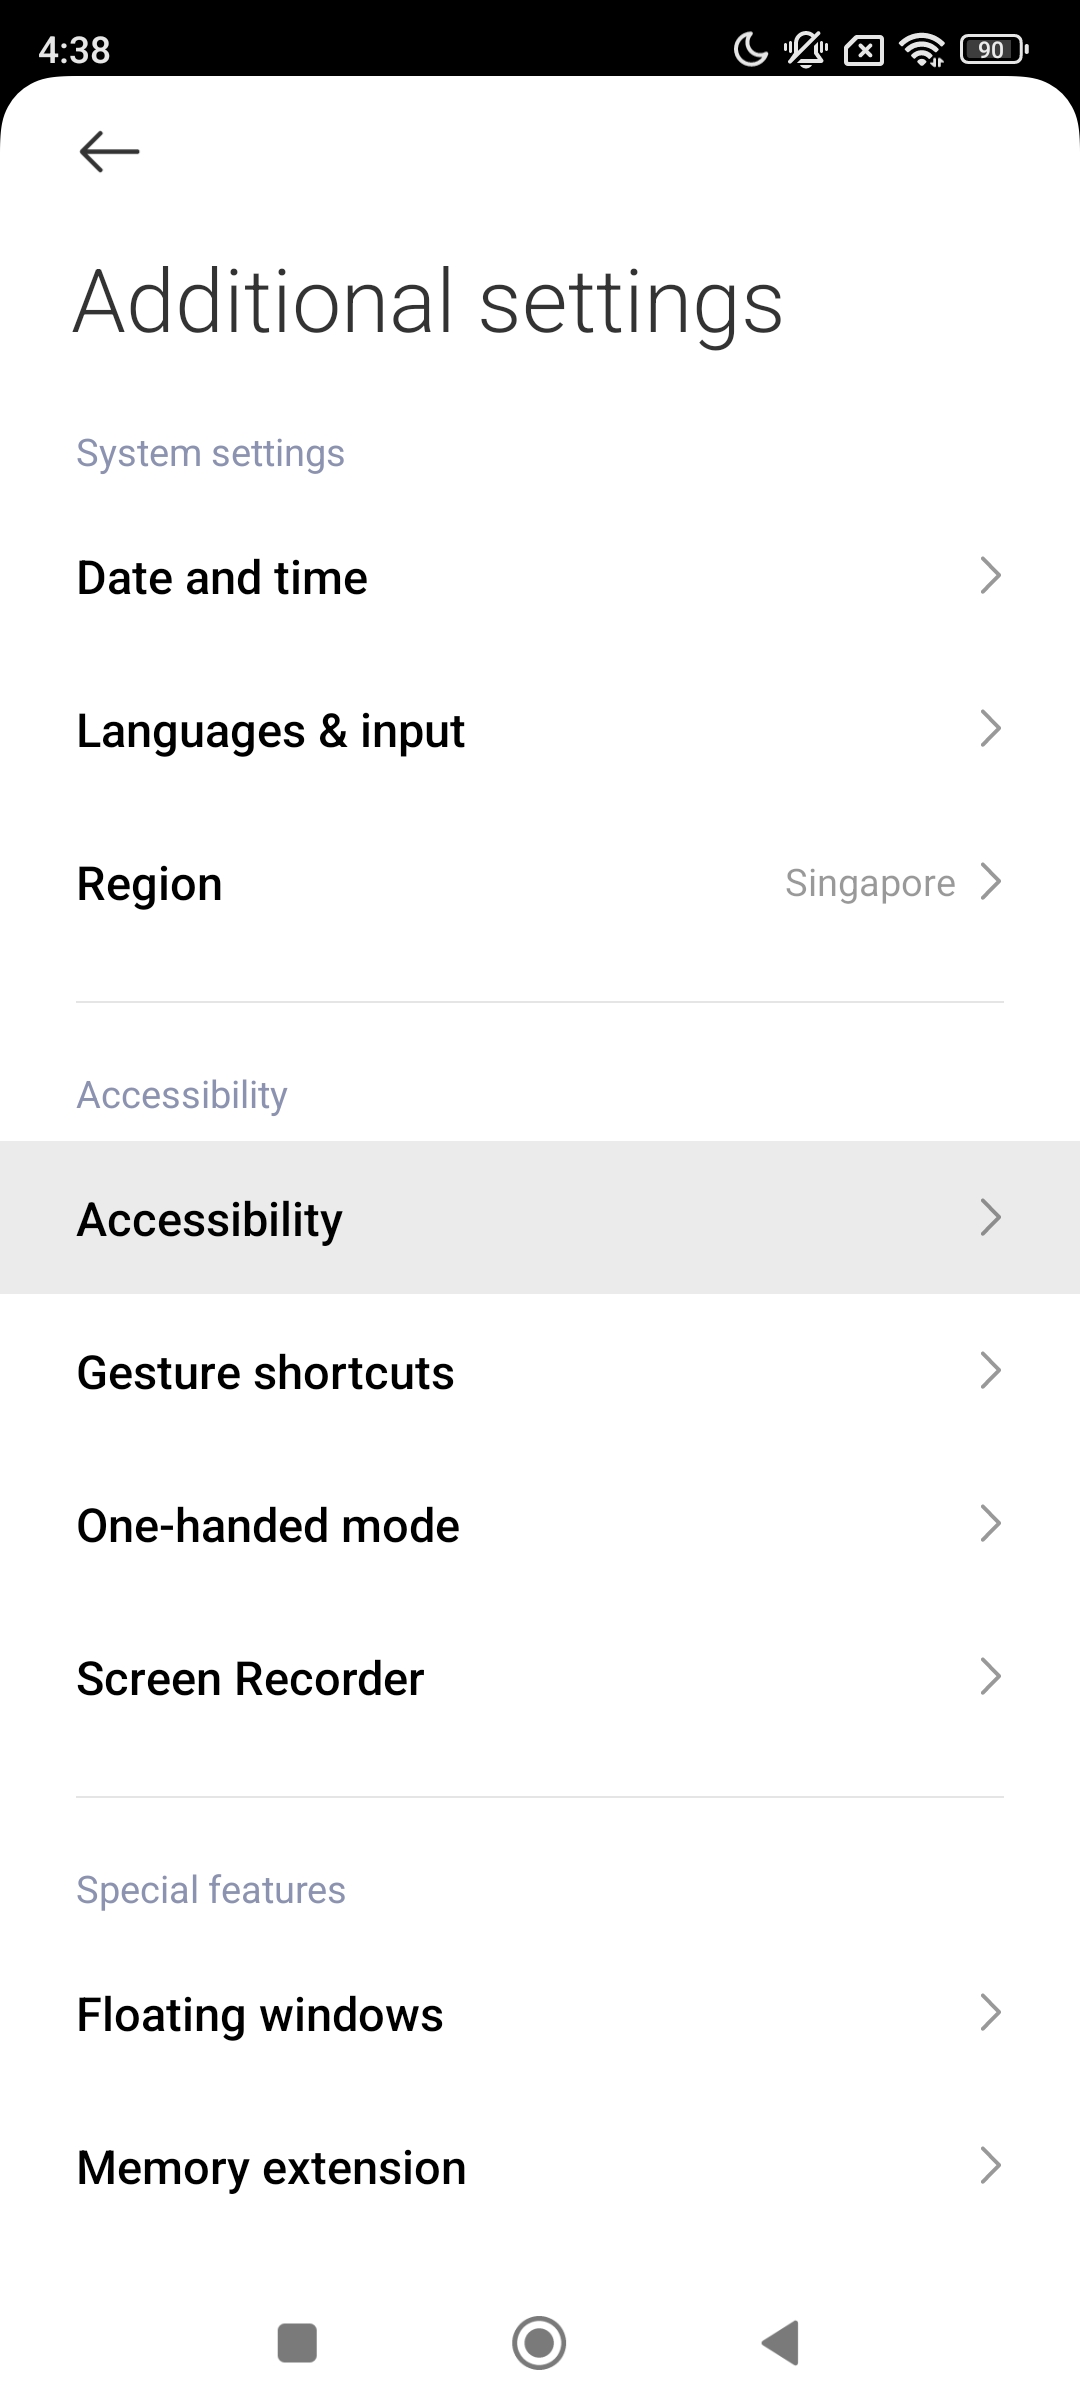 4:38
90
Additional settings
System settings
Date and time
Languages & input
Region
Singapore
Accessibility
Accessibility
Gesture shortcuts
One-handed mode
Screen Recorder
Special features
Floating windows
Memory extension